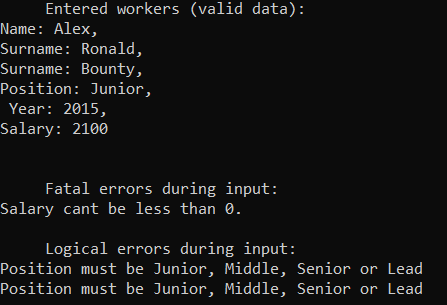 Entered workers (valid data):
Name: Alex,
Surname: Ronald,
Surname: Bounty,
Position: Junior,
Year: 2015,
Salary: 2100
Fatal errors during input:
Salary cant be less than 0.
Logical errors during input:
Position must be Junior, Middle, Senior or Lead
Position must be Junior, Middle, Senior or Lead